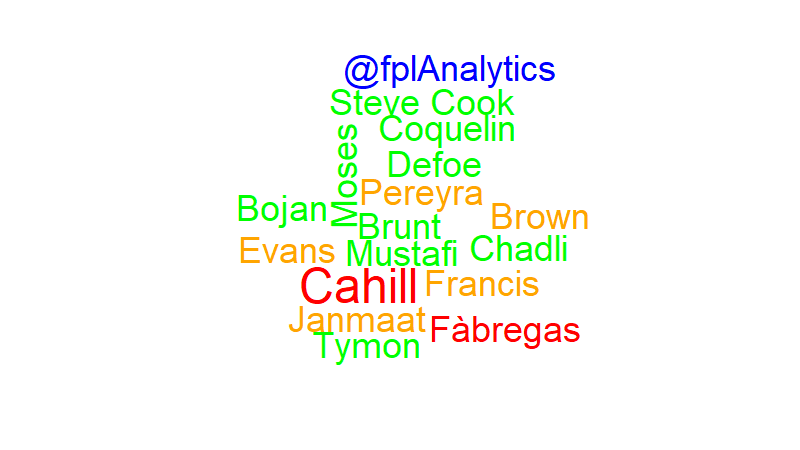 @fplAnalytics
Steve Cook
Coquelin
Moses
Defoe
Pereyra
Bojan
Brown
Brunt
Evans
Mustafi
Chadli
Cahill
Francis
Janmaat
Fàbregas
Tymon